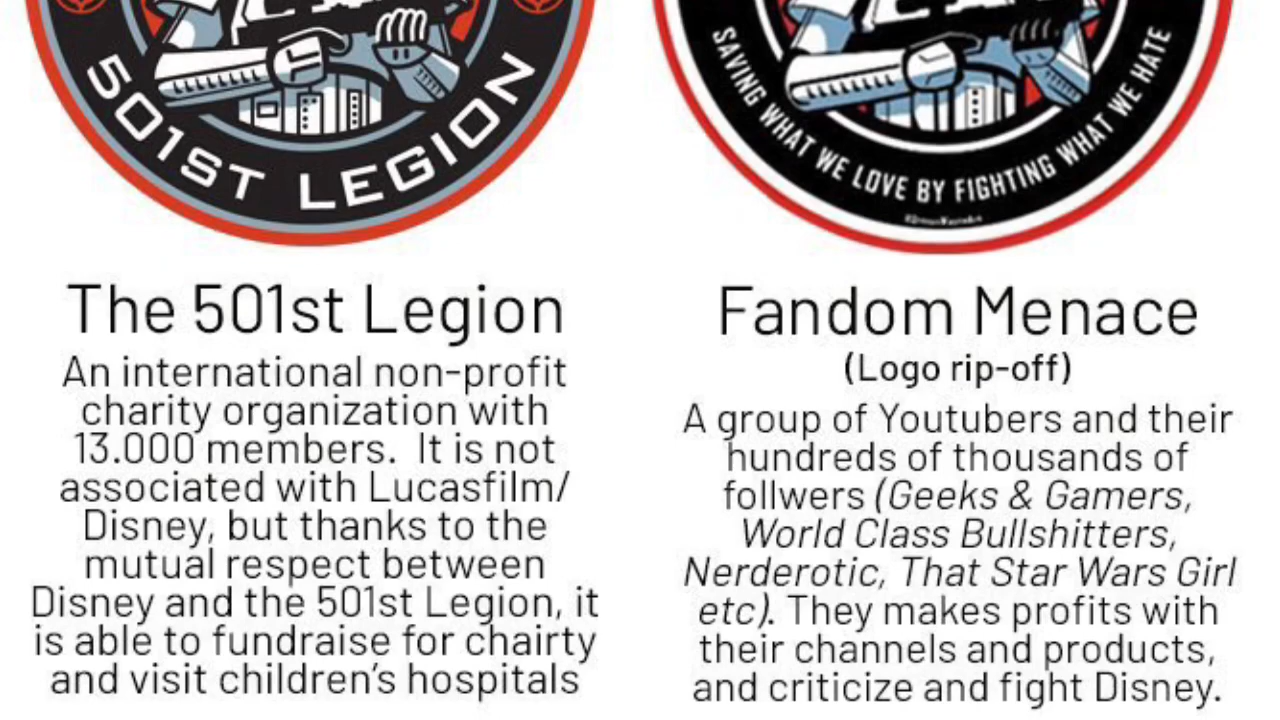 501ST LEGION
The 501st Legion
An international non-profit
charity organization with
13.000 members.  It is not
associated with Lucasfilm/
Disney, but thanks to the
mutual respect between
Disney and the 501st Legion, it
is able to fundraise for chairty
and visit children's hospitals
SAVING WHAT WE LOVE BY FIGHTING WHAT WE HATE
Fandom Menace
(Logo rip-off)
A group of Youtubers and their
hundreds of thousands of
follwers (Geeks & Gamers,
World Class Bullshitters,
Nerderotic, That Star Wars Girl
etc). They makes profits with
their channels and products,
and criticize and fight Disney.